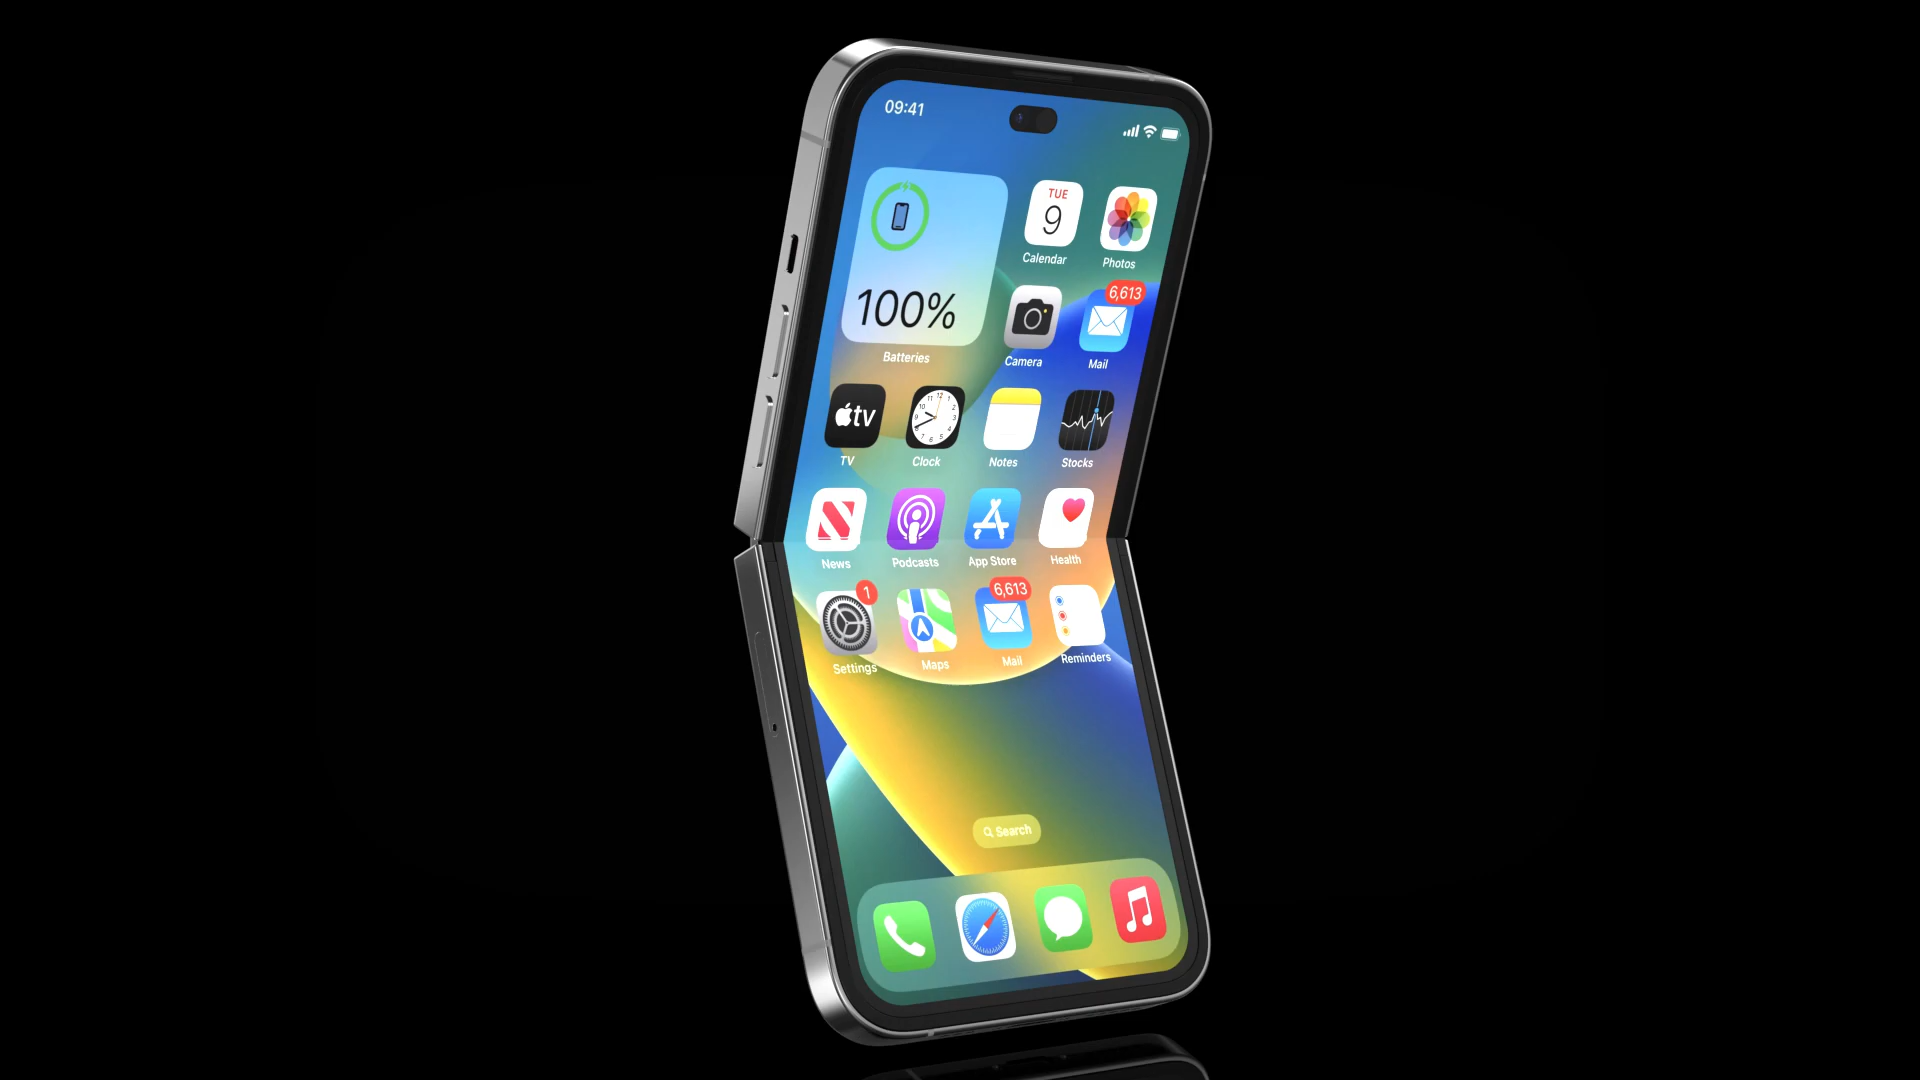 09:41
TUE
9
Calendar
Photos
100%
Batteries
6,613
Camera
Mail
tv
TV
Clock
Notes
Stocks
News
Podcasts
App Store
Health
1
6,613
Settings
Maps
Mail
Reminders
Search